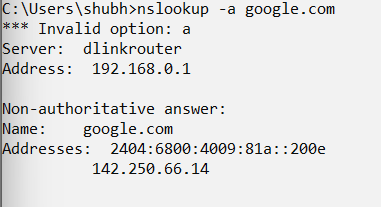 C:\Users\shubh>nslookup -a google.com
*** Invalid option: a
Server:  dlinkrouter
Address:  192.168.0.1

Non-authoritative answer:
Name:    google.com
Addresses:  2404:6800:4009:81a::200e
          142.250.66.14